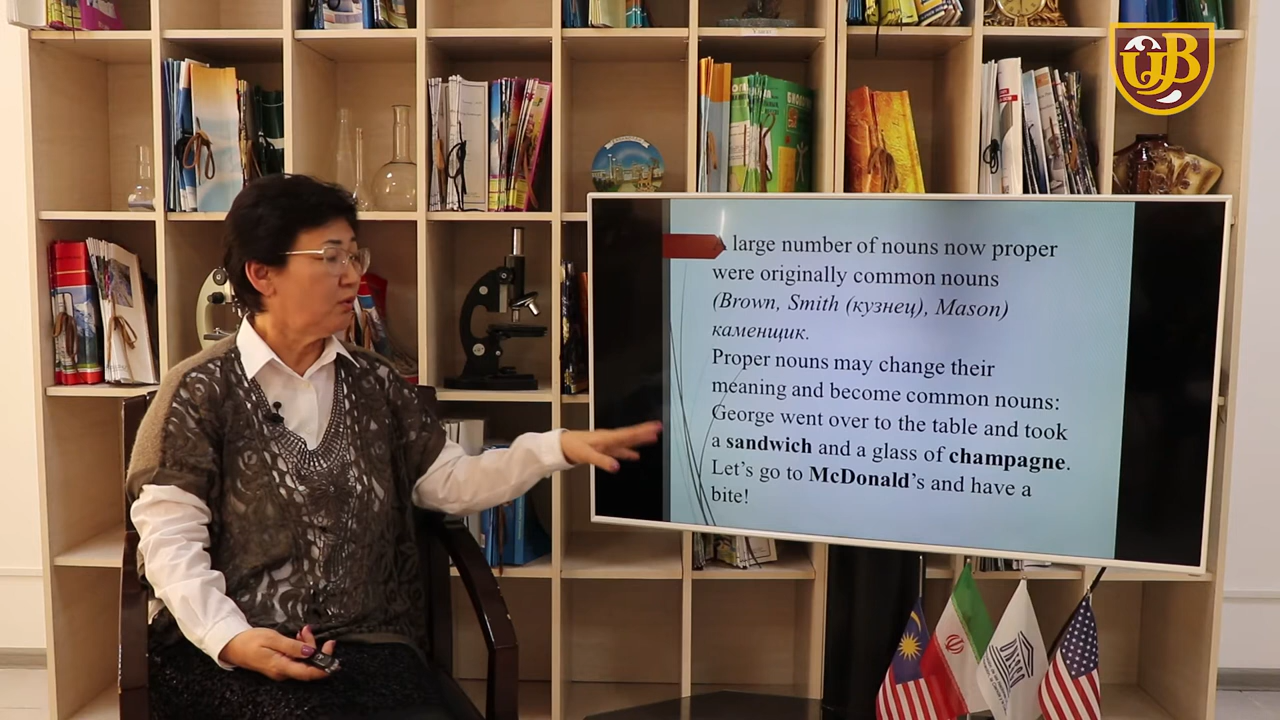 A large number of nouns now proper
were originally common nouns
(Brown, Smith (кузнец), Mason)
каменщик.
Proper nouns may change their
meaning and become common nouns:
George went over to the table and took
a sandwich and a glass of champagne.
Let's go to McDonald's and have a
bite!
UNESCO